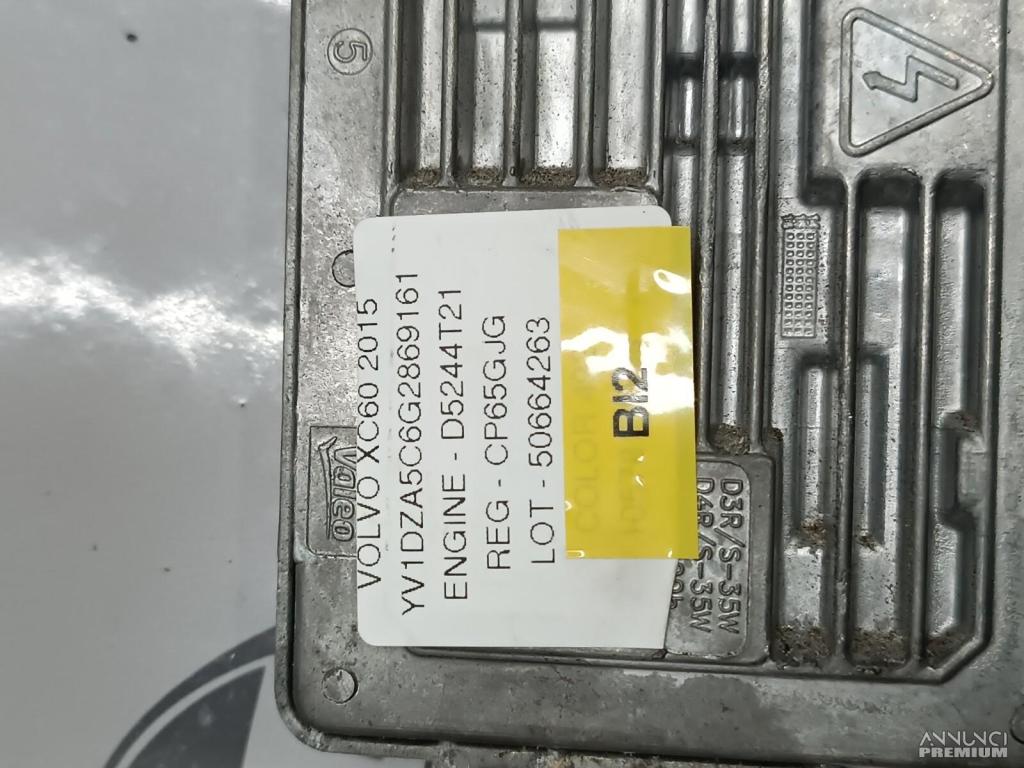 5
Valeo
VOLVO XC60 2015
YV1DZA5C6G2869161
ENGINE - D5244T21
REG - CP65GJG
LOT - 50664263
BI2
D3R/S-35W
D4R/S-35W
ANNUNCI
PREMIUM